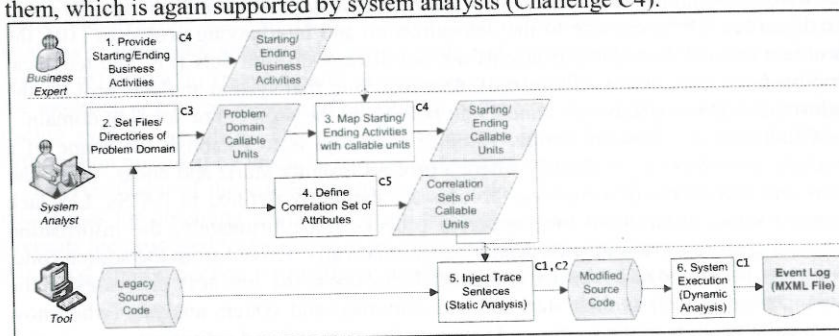 them, which is again supported by system analysts (Challenge C4).
1. Provide
Starting/Ending
Business
Activities
C4
Starting/
Ending
Business
Activities
Business
Expert
2. Set Files/
Directories of
Problem Domain
C3
Problem
Domain
Callable
Units
3. Map Starting/
Ending Activities
with callable units
C4
Starting/
Ending
Callable
Units
System
Analyst
4. Define
Correlation Set of
Attributes
C5
Correlation
Sets of
Callable
Units
Tool
Legacy
Source
Code
5. Inject Trace
Senteces
(Static Analysis)
C1,C2
Modified
Source
Code
6. System
Execution
(Dynamic
Analysis)
C1
Event Log
(MXML File)